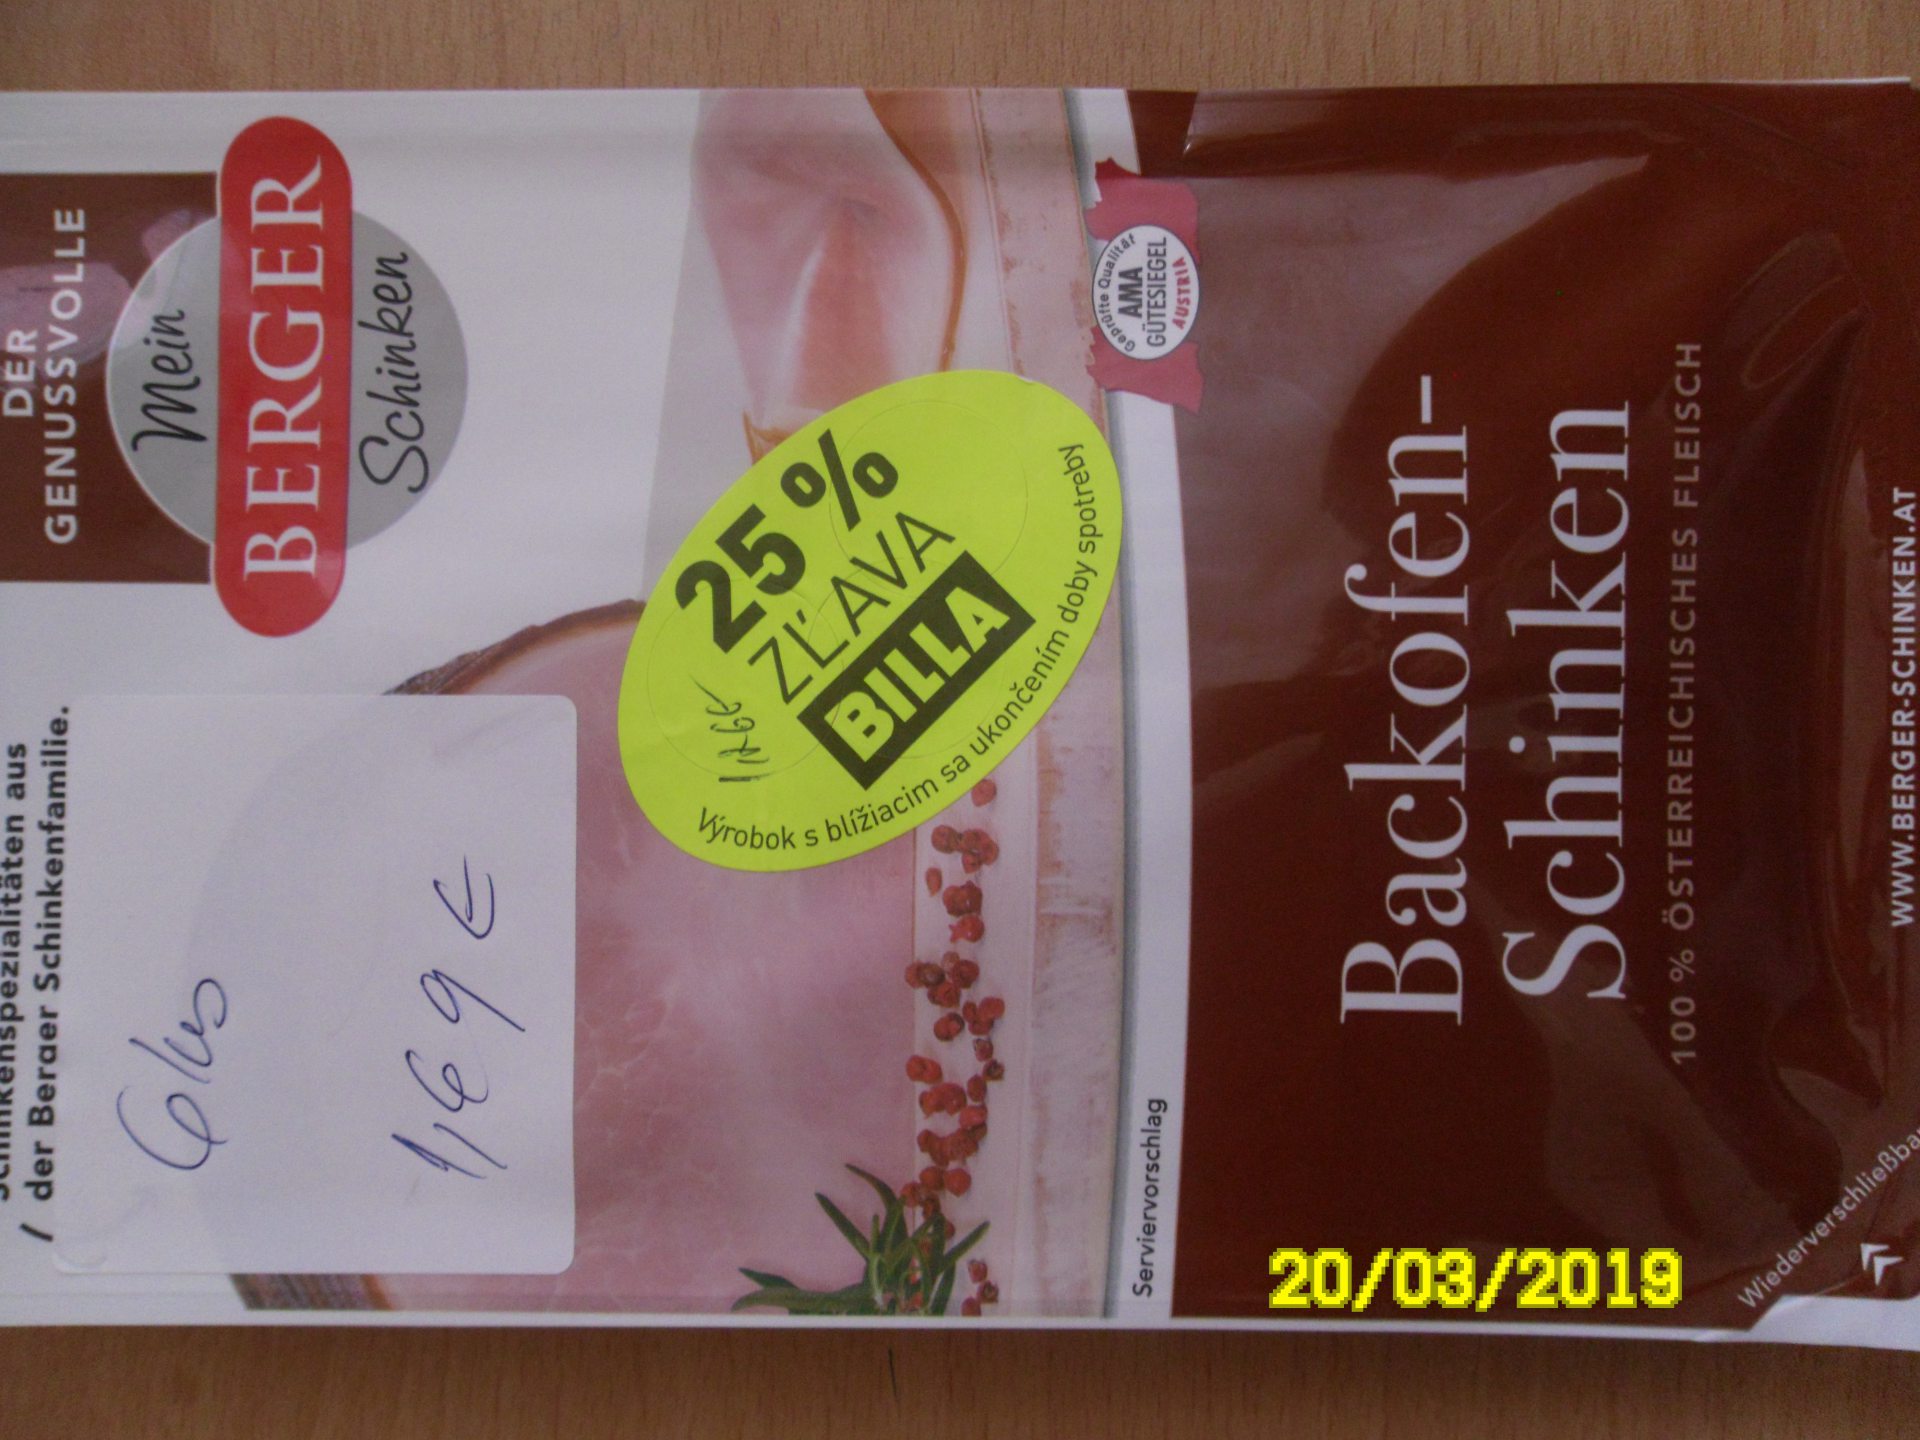 DER
GENUSSVOLLE
Mein
BERGER
Schinken
Schinkenspezialitäten aus
der Berger Schinkenfamilie.
1,69 €
25%
ZĽAVA
BILLA
Výrobok s blížiacim sa ukončením doby spotreby
Geprüfte Qualität
AMA
GÜTESIEGEL
AUSTRIA
Serviervorschlag
Backofen-
Schinken
100 % ÖSTERREICHISCHES FLEISCH
Wiederverschließbar
WWW.BERGER-SCHINKEN.AT
20/03/2019